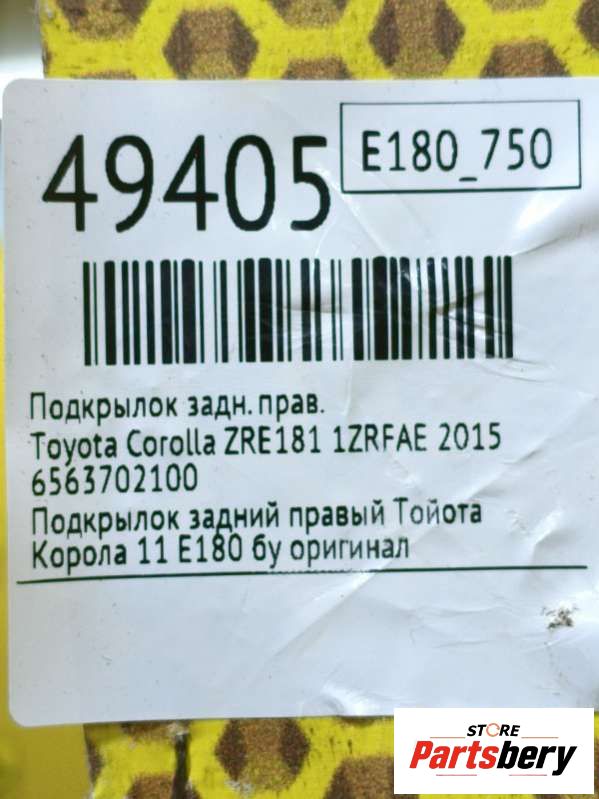 49405
E180_750
Подкрылок задн. прав.
Toyota Corolla ZRE181 1ZRFAE 2015
6563702100
Подкрылок задний правый Тойота
Корола 11 Е180 бу оригинал
STORE
Partsbery